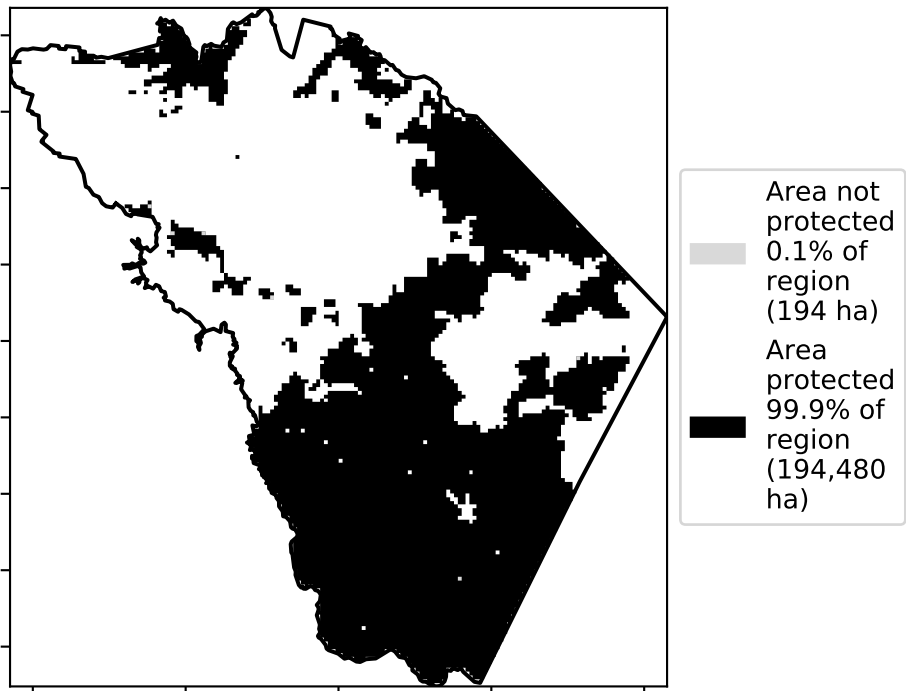 Area not
protected
0.1% of
region
(194 ha)
Area
protected
99.9% of
region
(194,480
ha)